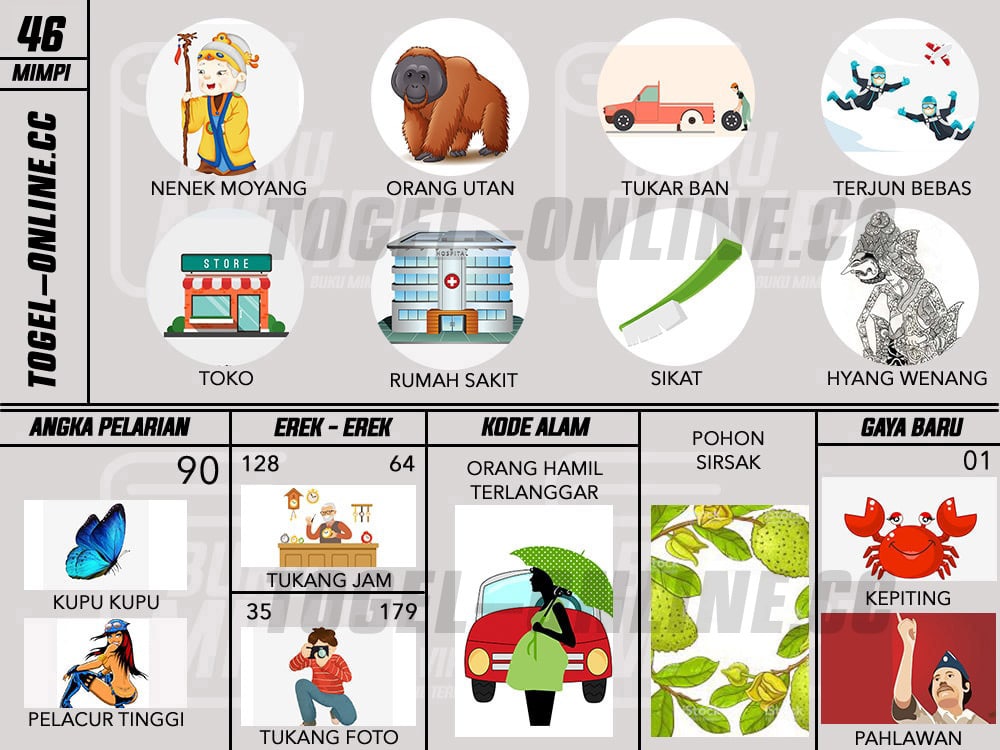 46
MIMPI
TOGEL-ONLINE.CC
NENEK MOYANG
ORANG UTAN
TUKAR BAN
TERJUN BEBAS
TOGEL-ONLINE.CC
STORE
HOSPITAL
TOKO
RUMAH SAKIT
SIKAT
HYANG WENANG
ANGKA PELARIAN
90
KUPU KUPU
PELACUR TINGGI
EREK - EREK
128 64
TUKANG JAM
35 179
TUKANG FOTO
KODE ALAM
ORANG HAMIL
TERLANGGAR
POHON
SIRSAK
GAYA BARU
01
KEPITING
PAHLAWAN
TOGEL-ONLINE.CC